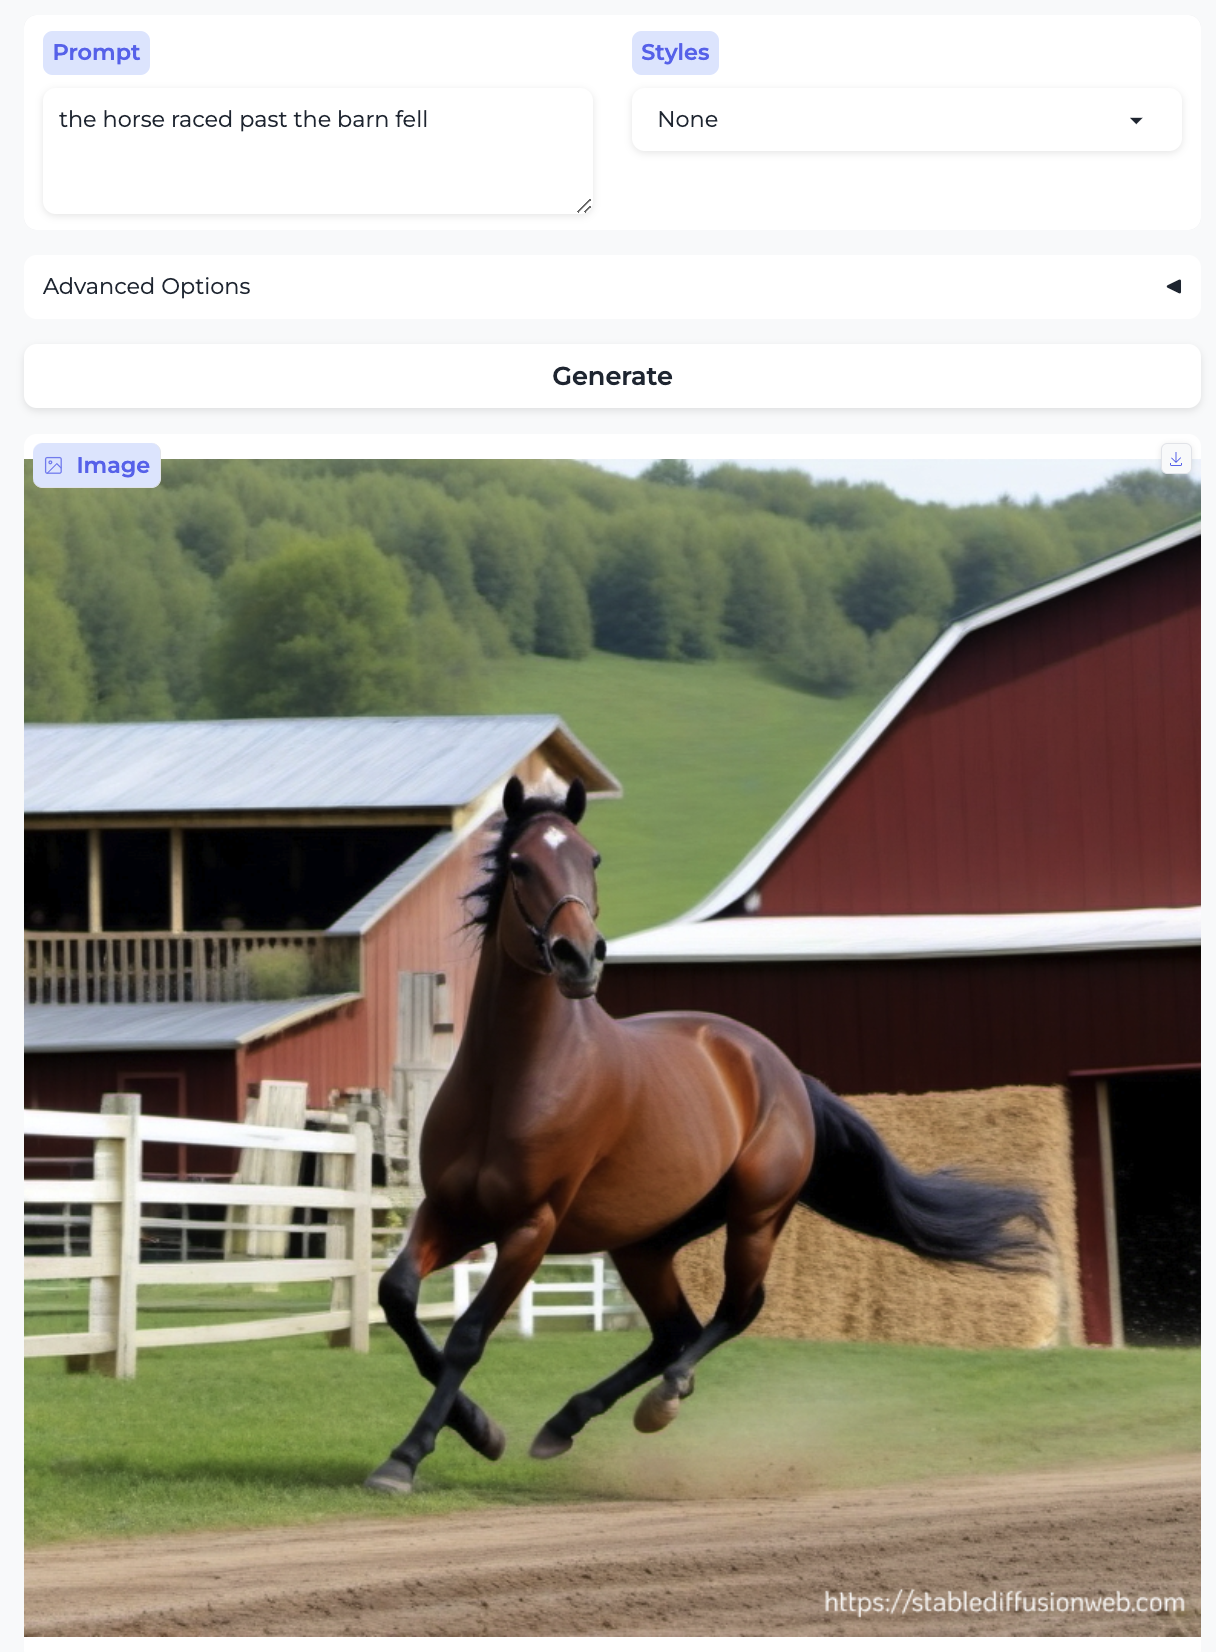 Prompt
Styles
the horse raced past the barn fell
None
Advanced Options
Generate
Image
https://stablediffusionweb.com